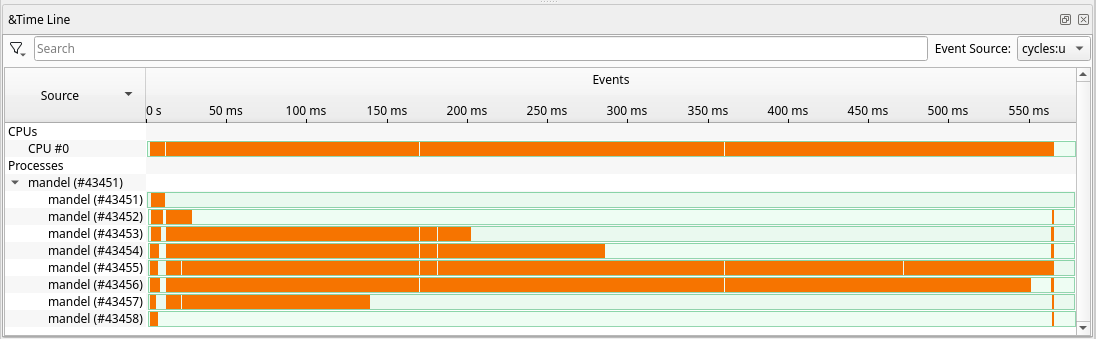 &Time Line
Search
Event Source: cycles:u
Source
Events
0 s 50 ms 100 ms 150 ms 200 ms 250 ms 300 ms 350 ms 400 ms 450 ms 500 ms 550 ms
CPUs
CPU #0
Processes
mandel (#43451)
mandel (#43451)
mandel (#43452)
mandel (#43453)
mandel (#43454)
mandel (#43455)
mandel (#43456)
mandel (#43457)
mandel (#43458)